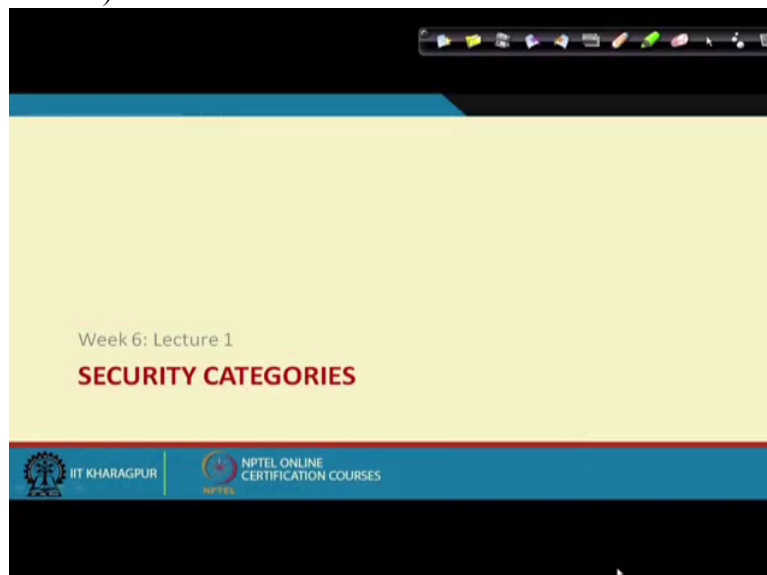 )
Week 6: Lecture 1
SECURITY CATEGORIES
IIT KHARAGPUR
NPTEL
NPTEL ONLINE
CERTIFICATION COURSES